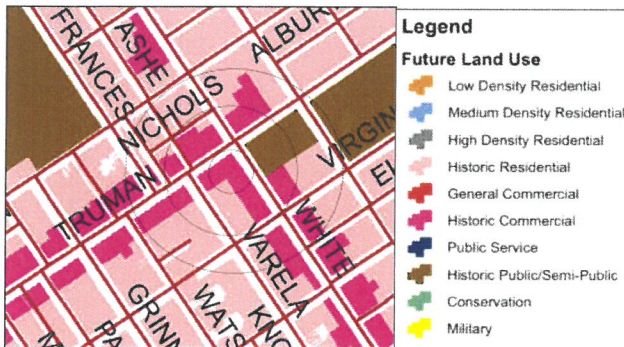 FRANCES
ASHE
ALBUR
NICHOLS
VIRGIN
TRUMAN
EL
WHITE
VARELA
GRINN
WATS
KNO
PA
M
Legend
Future Land Use
Low Density Residential
Medium Density Residential
High Density Residential
Historic Residential
General Commercial
Historic Commercial
Public Service
Historic Public/Semi-Public
Conservation
Military